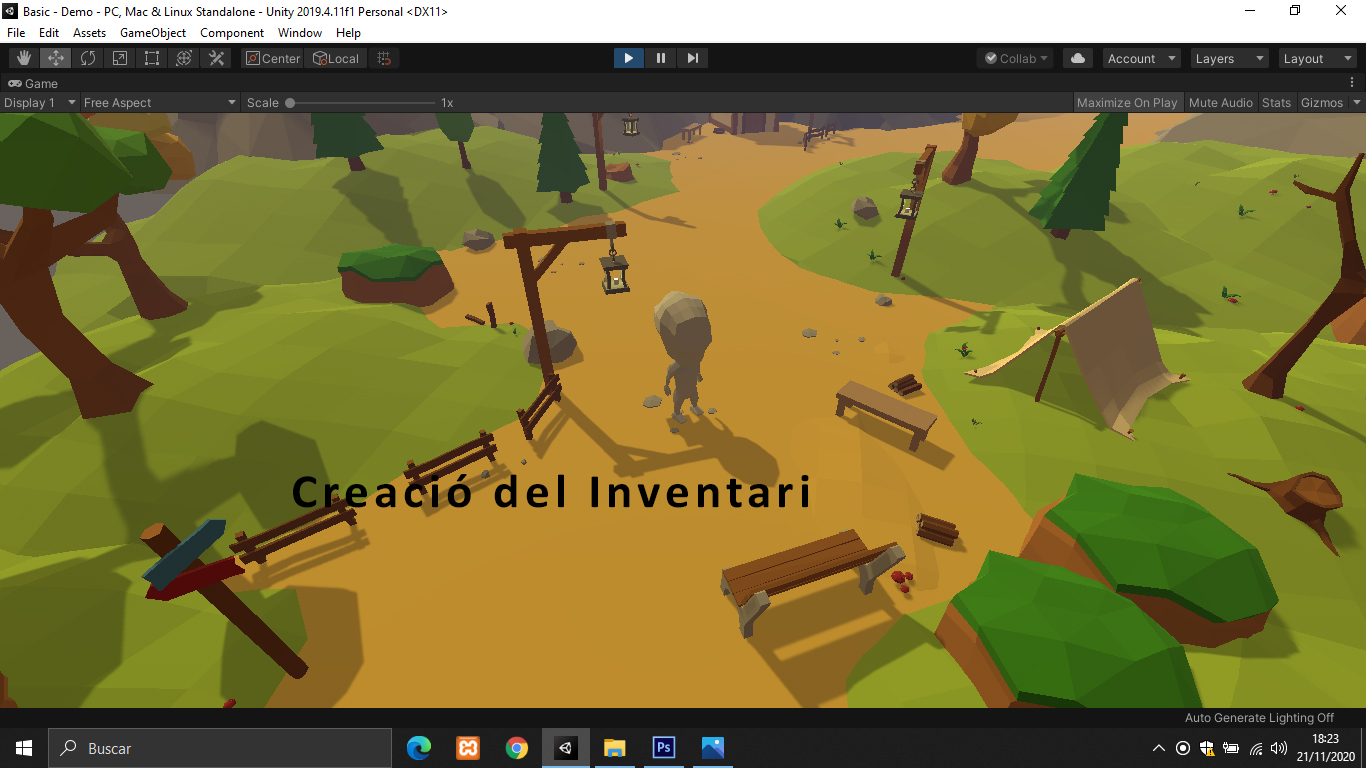 Basic - Demo - PC, Mac & Linux Standalone - Unity 2019.4.11f1 Personal <DX11>
File Edit Assets GameObject Component Window Help
Center Local Collab Account Layers Layout
Game
Display 1 Free Aspect Scale 1x Maximize On Play Mute Audio Stats Gizmos
Creació del Inventari
Auto Generate Lighting Off
Buscar Ps 18:23
21/11/2020